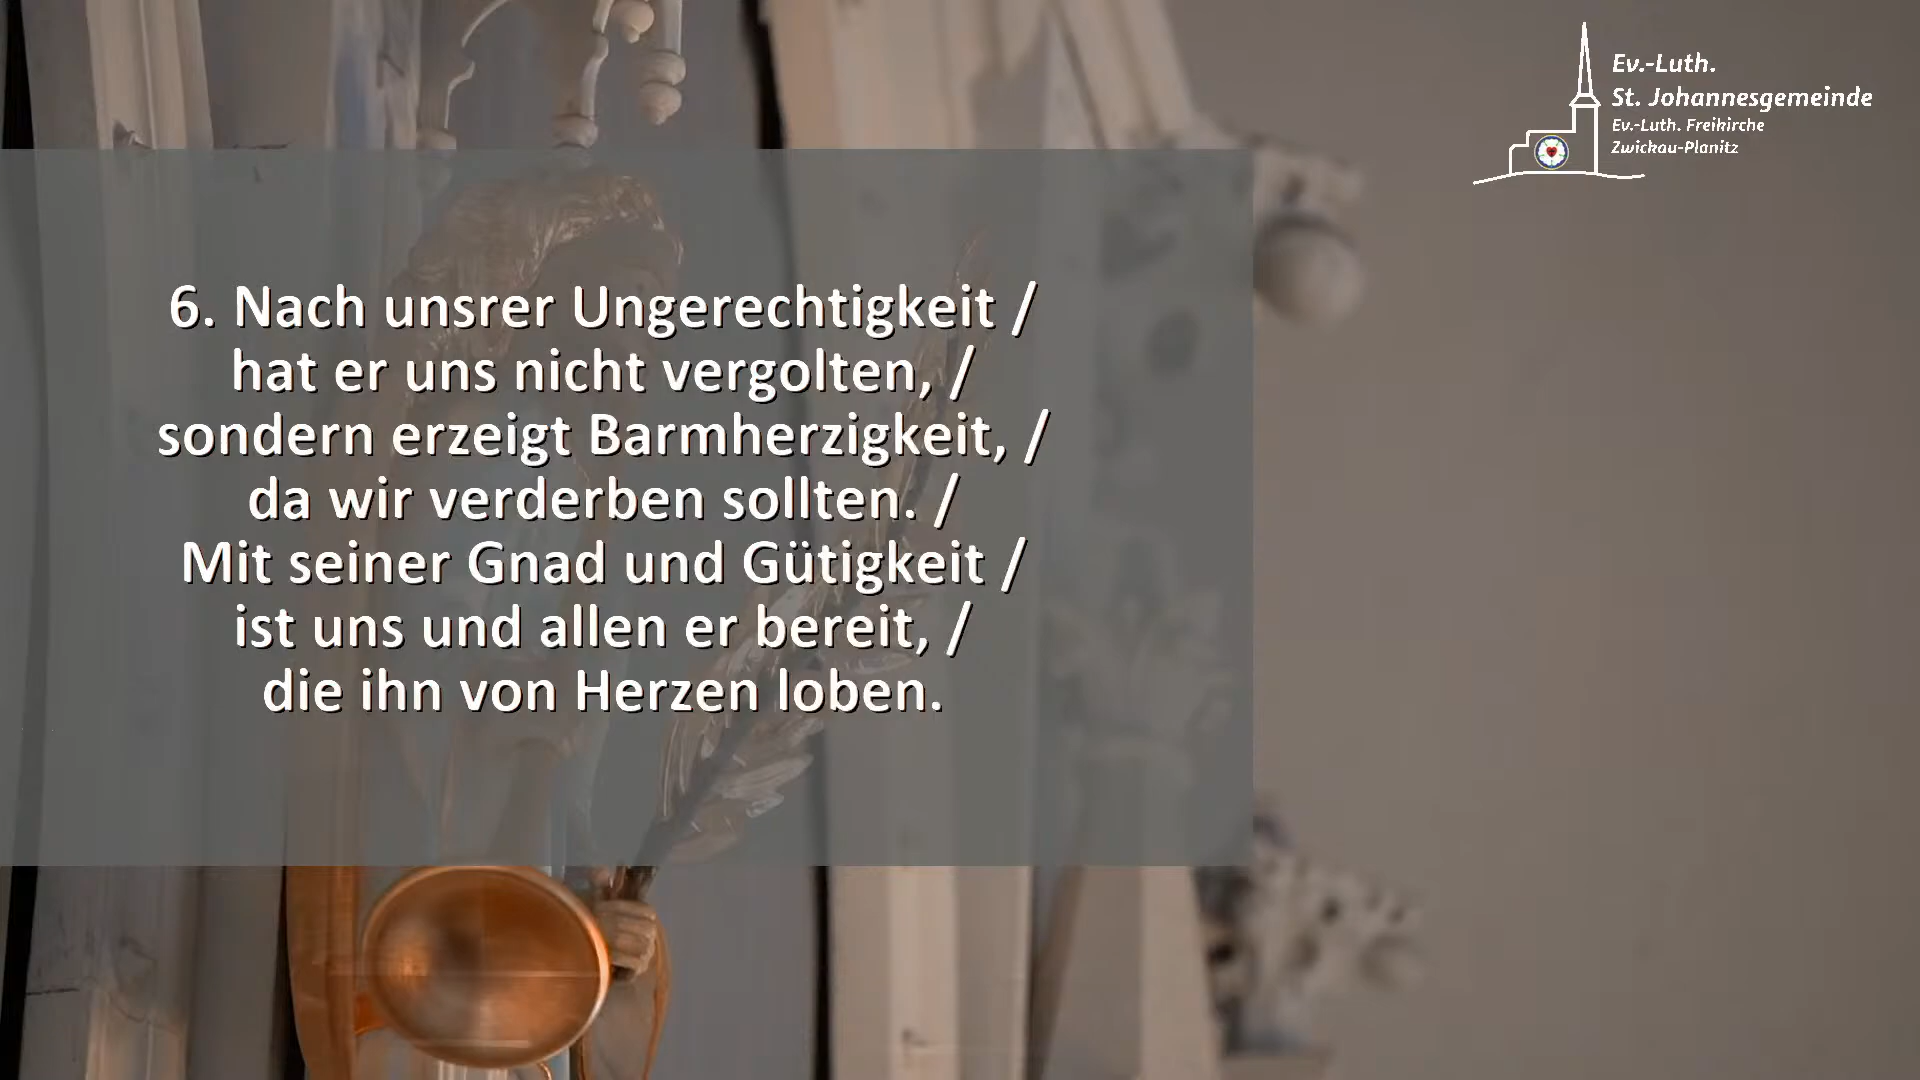 Ev.-Luth.
St. Johannesgemeinde
Ev.-Luth. Freikirche
Zwickau-Planitz
6. Nach unsrer Ungerechtigkeit /
hat er uns nicht vergolten, /
sondern erzeigt Barmherzigkeit, /
da wir verderben sollten. /
Mit seiner Gnad und Gütigkeit /
ist uns und allen er bereit, /
die ihn von Herzen loben.